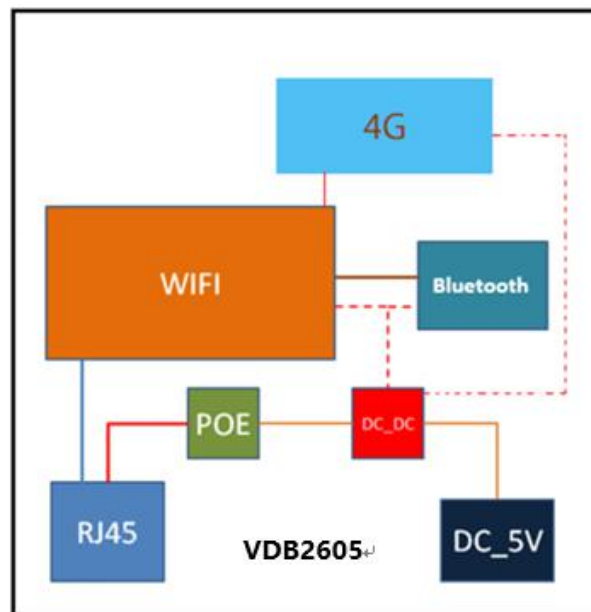 4G
WIFI
Bluetooth
POE
DC_DC
RJ45
VDB2605↵
DC_5V